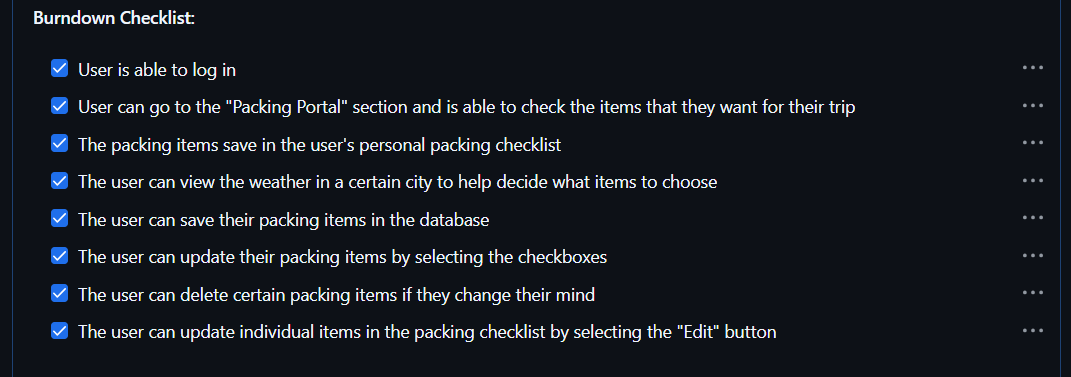 Burndown Checklist:
User is able to log in
User can go to the "Packing Portal" section and is able to check the items that they want for their trip
The packing items save in the user's personal packing checklist
The user can view the weather in a certain city to help decide what items to choose
The user can save their packing items in the database
The user can update their packing items by selecting the checkboxes
The user can delete certain packing items if they change their mind
The user can update individual items in the packing checklist by selecting the "Edit" button